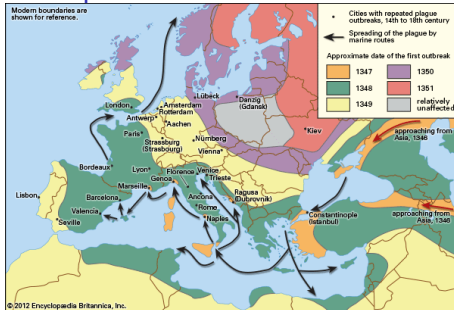 Modern boundaries are
shown for reference.
• Cities with repeated plague
outbreaks, 14th to 18th century
Spreading of the plague by
marine routes
Approximate date of the first outbreak
1347
1350
1348
1351
1349
relatively
unaffected
London
Lübeck
Danzig
(Gdansk)
Amsterdam
Rotterdam
Antwerp
Aachen
Paris
Nürnberg
Kiev
Strassburg
(Strasbourg)
Vienna
approaching from
Asia, 1346
Bordeaux
Lyon
Florence
Venice
Trieste
Genoa
Marseille
Ragusa
(Dubrovnik)
Barcelona
Ancona
Lisbon
Rome
Constantinople
(Istanbul)
approaching from
Asia, 1346
Valencia
Naples
Seville
© 2012 Encyclopædia Britannica, Inc.